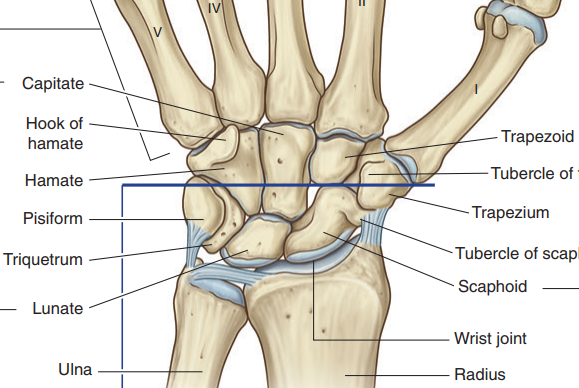 IV
II
V
I
Capitate
Hook of
hamate
Hamate
Pisiform
Triquetrum
Lunate
Ulna
Trapezoid
Tubercle of
Trapezium
Tubercle of
Scaphoid
Wrist joint
Radius